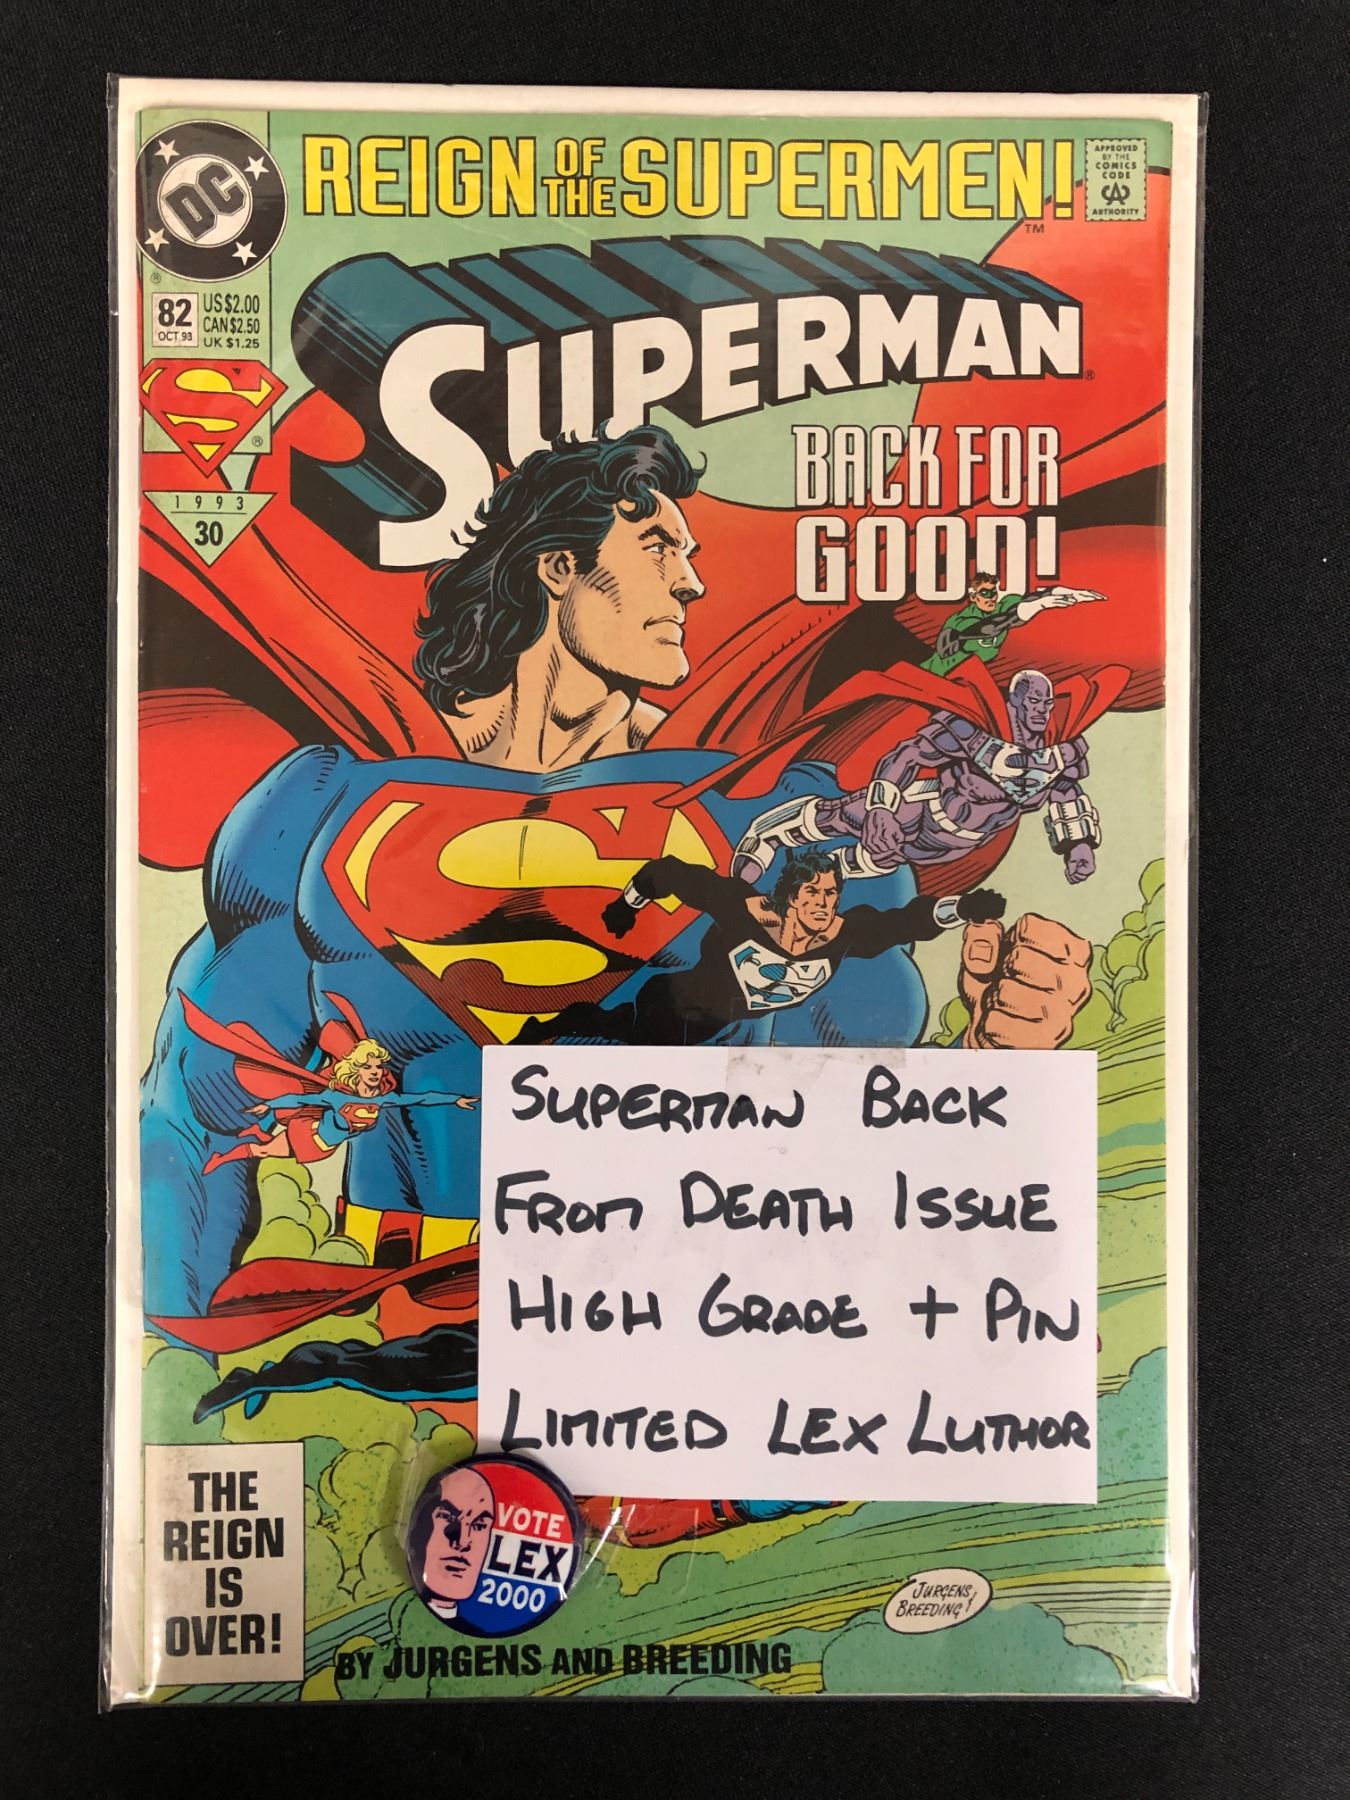 REIGN OF THE SUPERMEN!
TM
APPROVED
BY THE
COMICS
CODE
CA
AUTHORITY
DC
®
82
OCT 93
US $2.00
CAN $2.50
UK $1.25
SUPERMAN
®
S
®
1993
30
BACK FOR
GOOD!
SUPERMAN BACK
FROM DEATH ISSUE
HIGH GRADE + PIN
LIMITED LEX LUTHOR
VOTE
LEX
2000
THE
REIGN
IS
OVER!
JURGENS
BREEDING!
BY JURGENS AND BREEDING